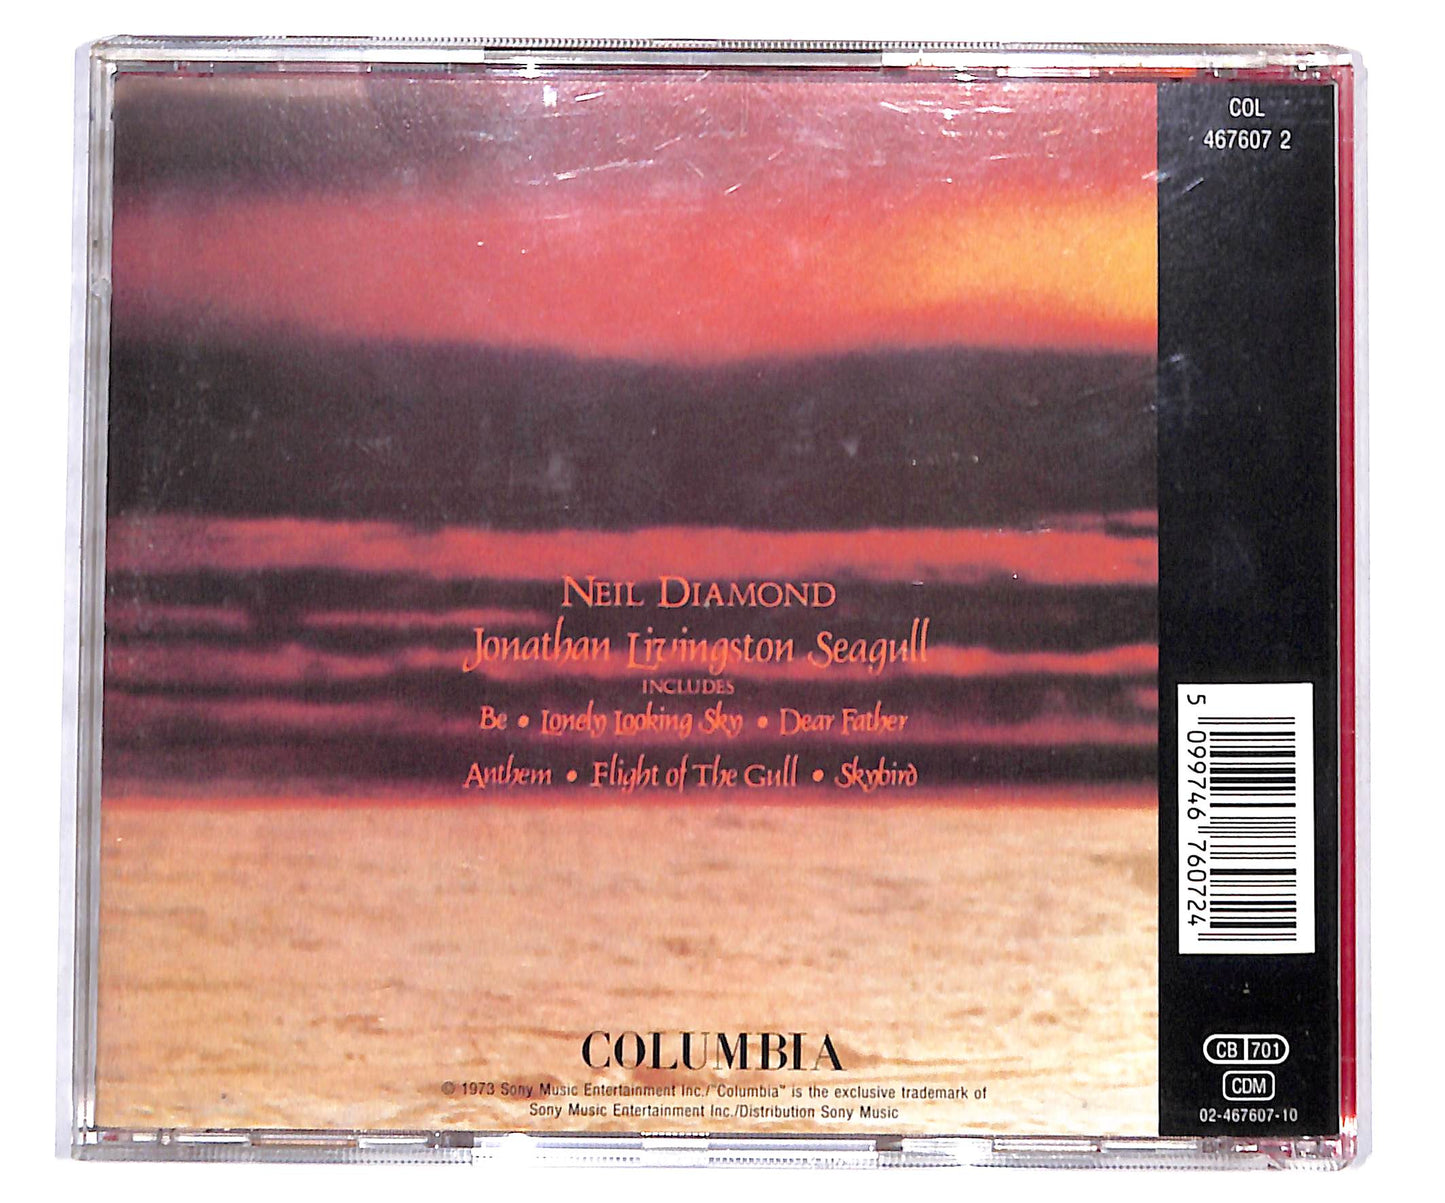 COL
467607 2
NEIL DIAMOND
Jonathan Livingston Seagull
INCLUDES
Be • Lonely Looking Sky • Dear Father
Anthem • Flight of The Gull • Skybird
5 099746 760724
COLUMBIA
© 1973 Sony Music Entertainment Inc./"Columbia" is the exclusive trademark of
Sony Music Entertainment Inc./Distribution Sony Music
CB 701
CDM
02-467607-10